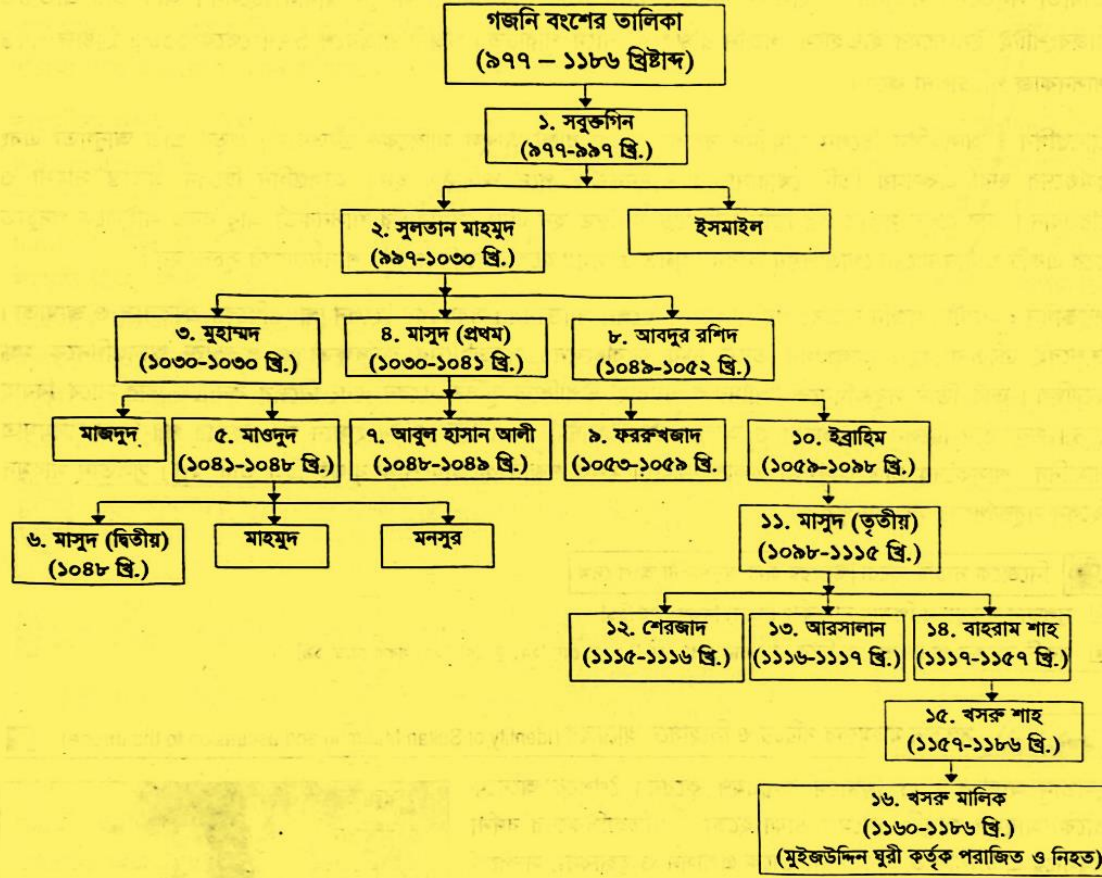 গজনি বংশের তালিকা
(৯৭৭ – ১১৮৬ খ্রিষ্টাব্দ)
১. সবুক্তগিন
(৯৭৭-৯৯৭ খ্রি.)
২. সুলতান মাহমুদ
(৯৯৭-১০৩০ খ্রি.)
ইসমাইল
৩. মুহাম্মদ
(১০৩০-১০৩০ খ্রি.)
৪. মাসুদ (প্রথম)
(১০৩০-১০৪১ খ্রি.)
৮. আবদুর রশিদ
(১০৪৯-১০৫২ খ্রি.)
মাজদুদ
৫. মাওদুদ
(১০৪১-১০৪৮ খ্রি.)
৭. আবুল হাসান আলী
(১০৪৮-১০৪৯ খ্রি.)
৯. ফররুখজাদ
(১০৫৩-১০৫৯ খ্রি.)
১০. ইব্রাহিম
(১০৫৯-১০৯৮ খ্রি.)
৬. মাসুদ (দ্বিতীয়)
(১০৪৮ খ্রি.)
মাহমুদ
মনসুর
১১. মাসুদ (তৃতীয়)
(১০৯৮-১১১৫ খ্রি.)
১২. শেরজাদ
(১১১৫-১১১৬ খ্রি.)
১৩. আরসালান
(১১১৬-১১১৭ খ্রি.)
১৪. বাহরাম শাহ
(১১১৭-১১৫৭ খ্রি.)
১৫. খসরু শাহ
(১১৫৭-১১৮৬ খ্রি.)
১৬. খসরু মালিক
(১১৬০-১১৮৬ খ্রি.)
(মুইজউদ্দিন ঘুরী কর্তৃক পরাজিত ও নিহত)